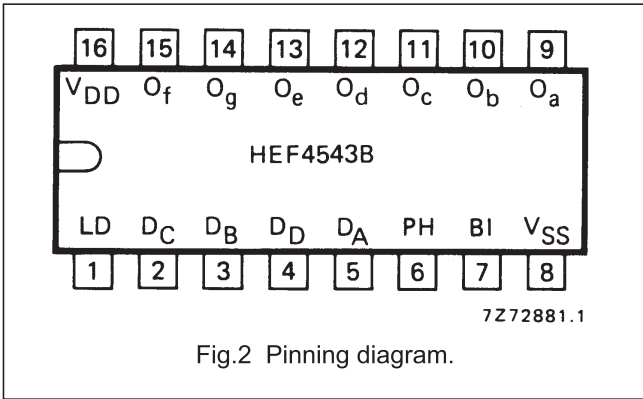 16 15 14 13 12 11 10 9
VDD Of Og Oe Od Oc Ob Oa
HEF4543B
LD DC DB DD DA PH BI VSS
1 2 3 4 5 6 7 8
7Z72881.1
Fig.2 Pinning diagram.